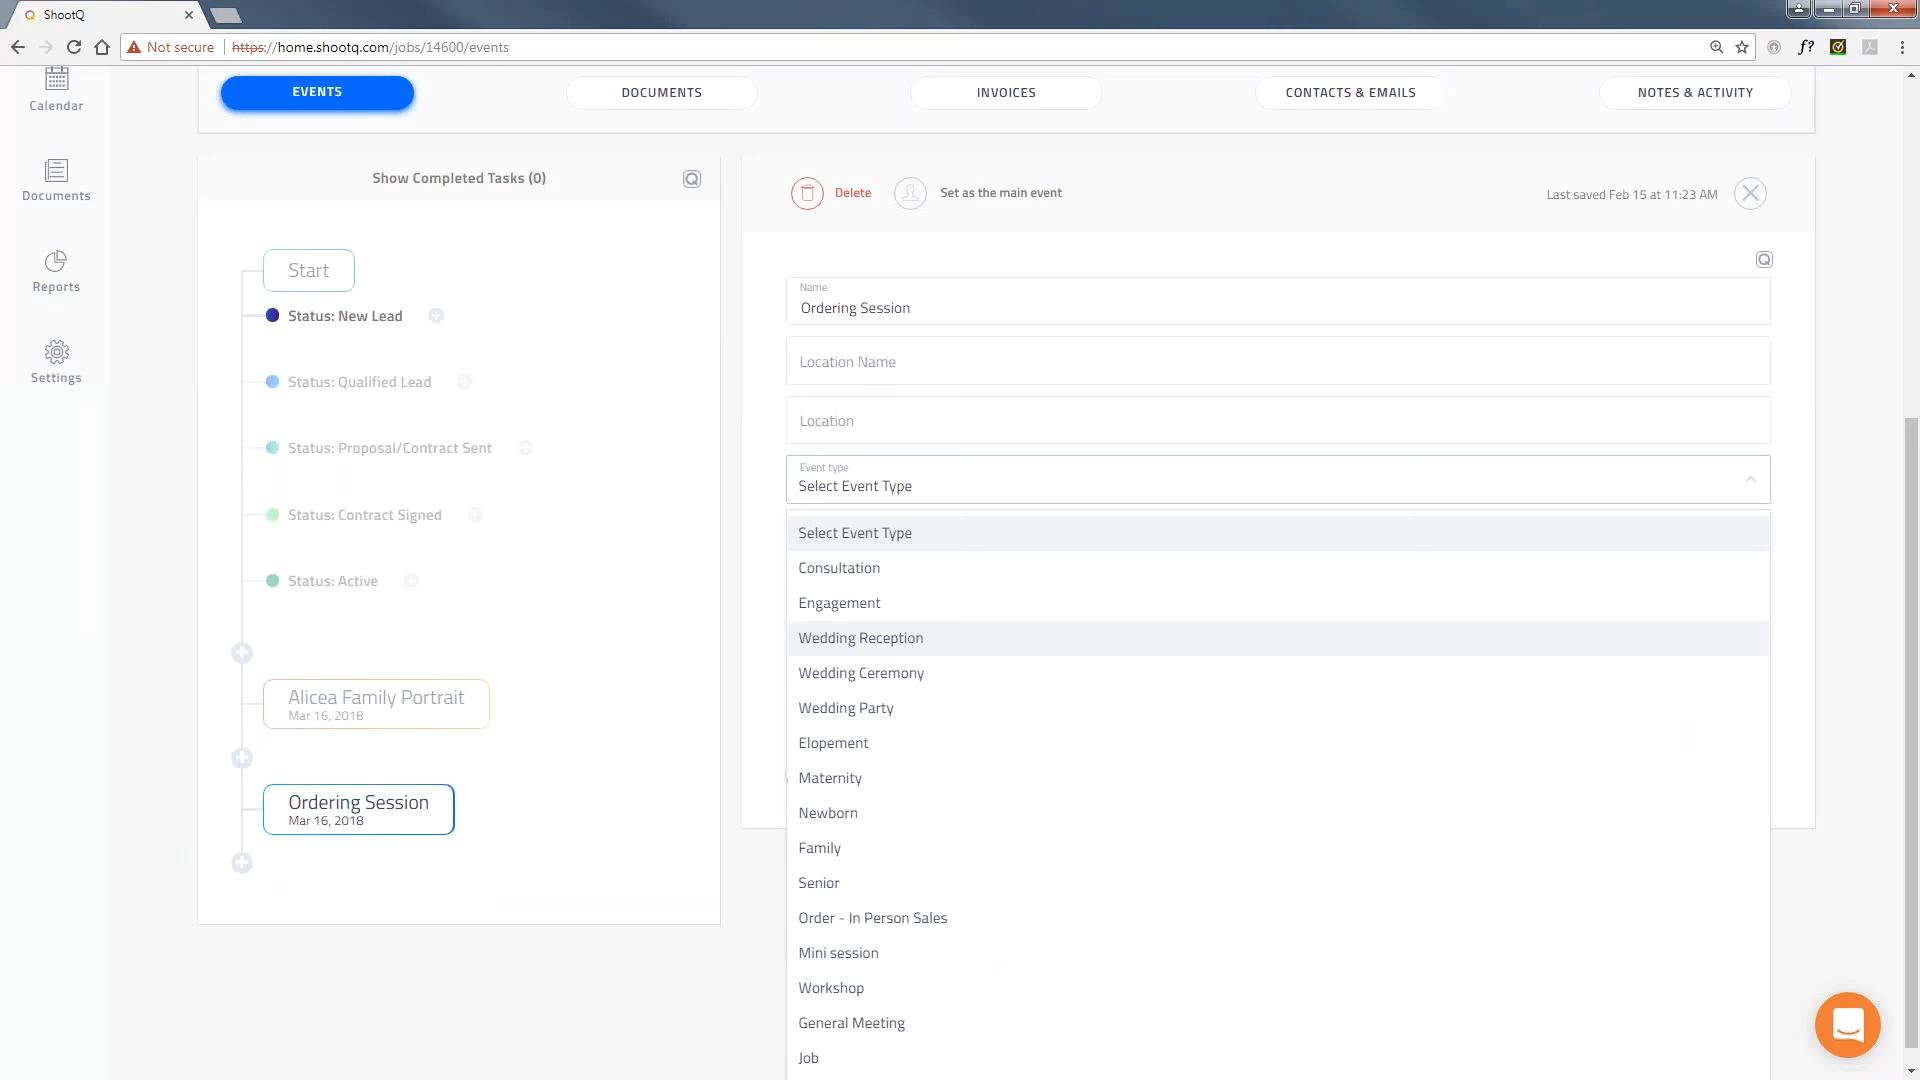 ShootQ
Not secure https://home.shootq.com/jobs/14600/events
f?
Calendar
Documents
Reports
Settings
EVENTS
DOCUMENTS
INVOICES
CONTACTS & EMAILS
NOTES & ACTIVITY
Show Completed Tasks (0)
Start
Status: New Lead
Status: Qualified Lead
Status: Proposal/Contract Sent
Status: Contract Signed
Status: Active
Alicea Family Portrait
Mar 16, 2018
Ordering Session
Mar 16, 2018
Delete
Set as the main event
Last saved Feb 15 at 11:23 AM
Name
Ordering Session
Location Name
Location
Event type
Select Event Type
Select Event Type
Consultation
Engagement
Wedding Reception
Wedding Ceremony
Wedding Party
Elopement
Maternity
Newborn
Family
Senior
Order - In Person Sales
Mini session
Workshop
General Meeting
Job